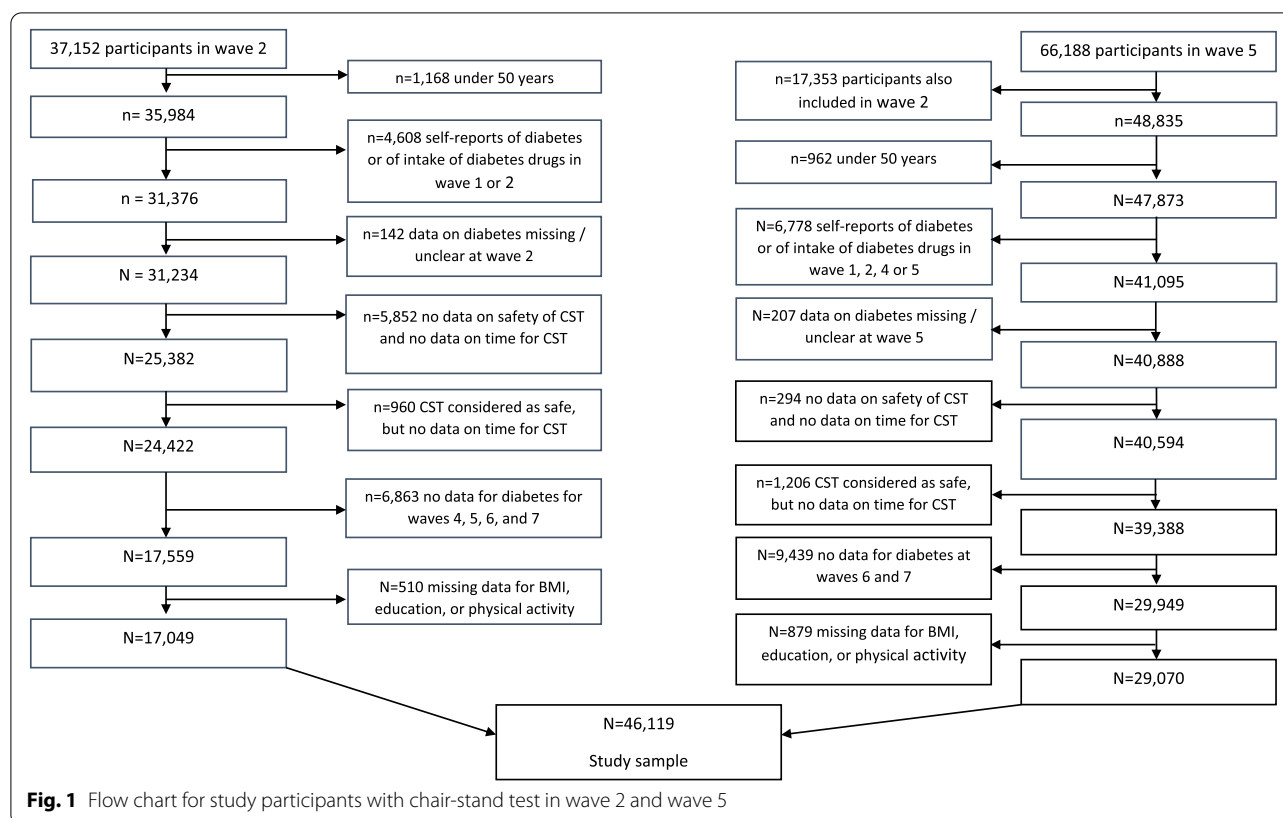 37,152 participants in wave 2
n=1,168 under 50 years
n= 35,984
n=4,608 self-reports of diabetes
or of intake of diabetes drugs in
wave 1 or 2
n = 31,376
n=142 data on diabetes missing /
unclear at wave 2
N = 31,234
n=5,852 no data on safety of CST
and no data on time for CST
N=25,382
n=960 CST considered as safe,
but no data on time for CST
N=24,422
n=6,863 no data for diabetes for
waves 4, 5, 6, and 7
N=17,559
N=510 missing data for BMI,
education, or physical activity
N=17,049
66,188 participants in wave 5
n=17,353 participants also
included in wave 2
n=48,835
n=962 under 50 years
N=47,873
N=6,778 self-reports of diabetes
or of intake of diabetes drugs in
wave 1, 2, 4 or 5
N=41,095
N=207 data on diabetes missing /
unclear at wave 5
N=40,888
n=294 no data on safety of CST
and no data on time for CST
N=40,594
n=1,206 CST considered as safe,
but no data on time for CST
N=39,388
N=9,439 no data for diabetes at
waves 6 and 7
N=29,949
N=879 missing data for BMI,
education, or physical activity
N=29,070
N=46,119
Study sample
Fig. 1 Flow chart for study participants with chair-stand test in wave 2 and wave 5